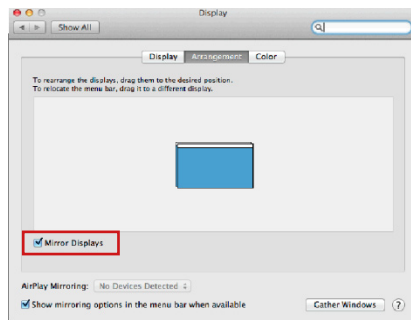 Display
Show All
Display Arrangement Color
To rearrange the displays, drag them to the desired position.
To relocate the menu bar, drag it to a different display.
Mirror Displays
AirPlay Mirroring: No Devices Detected
Show mirroring options in the menu bar when available
Gather Windows ?